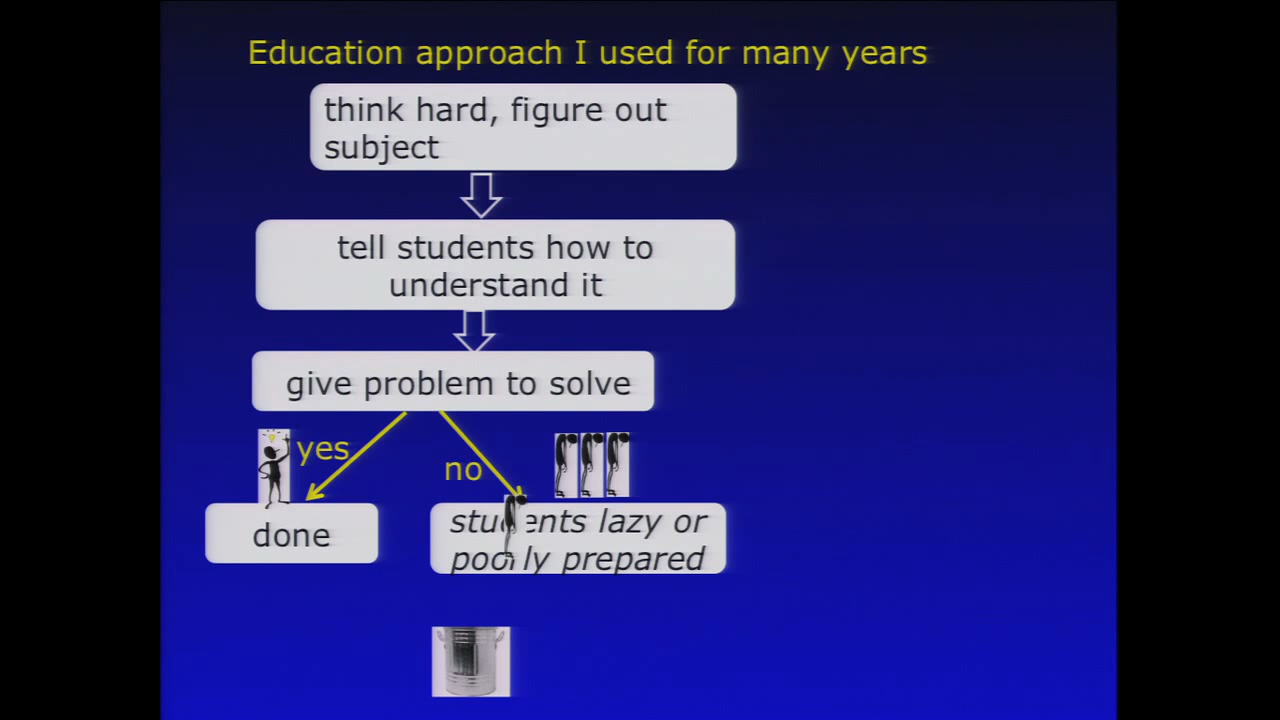 Education approach I used for many years
think hard, figure out
subject
tell students how to
understand it
give problem to solve
yes
no
done
students lazy or
poorly prepared